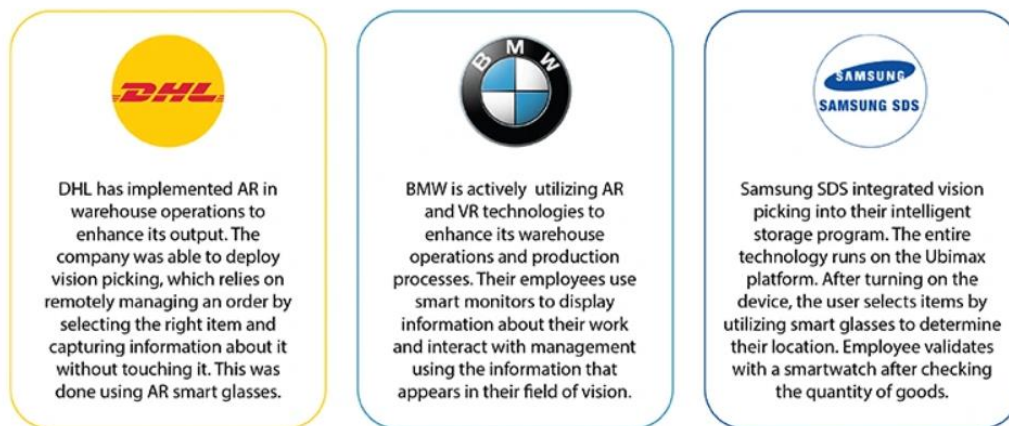 DHL
DHL has implemented AR in
warehouse operations to
enhance its output. The
company was able to deploy
vision picking, which relies on
remotely managing an order by
selecting the right item and
capturing information about it
without touching it. This was
done using AR smart glasses.
BMW
BMW is actively utilizing AR
and VR technologies to
enhance its warehouse
operations and production
processes. Their employees use
smart monitors to display
information about their work
and interact with management
using the information that
appears in their field of vision.
SAMSUNG
SAMSUNG SDS
Samsung SDS integrated vision
picking into their intelligent
storage program. The entire
technology runs on the Ubimax
platform. After turning on the
device, the user selects items by
utilizing smart glasses to determine
their location. Employee validates
with a smartwatch after checking
the quantity of goods.